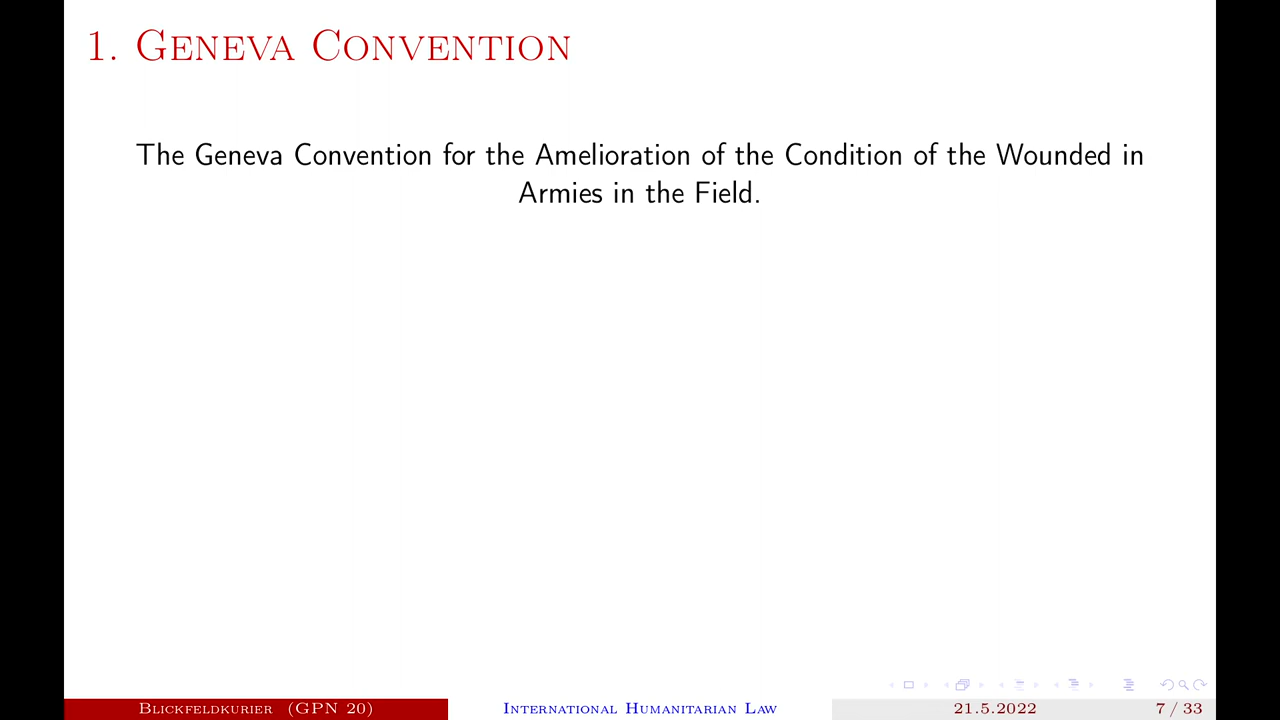 1. Geneva Convention
The Geneva Convention for the Amelioration of the Condition of the Wounded in
Armies in the Field.
Blickfeldkurier (GPN 20)
International Humanitarian Law
21.5.2022
7 / 33